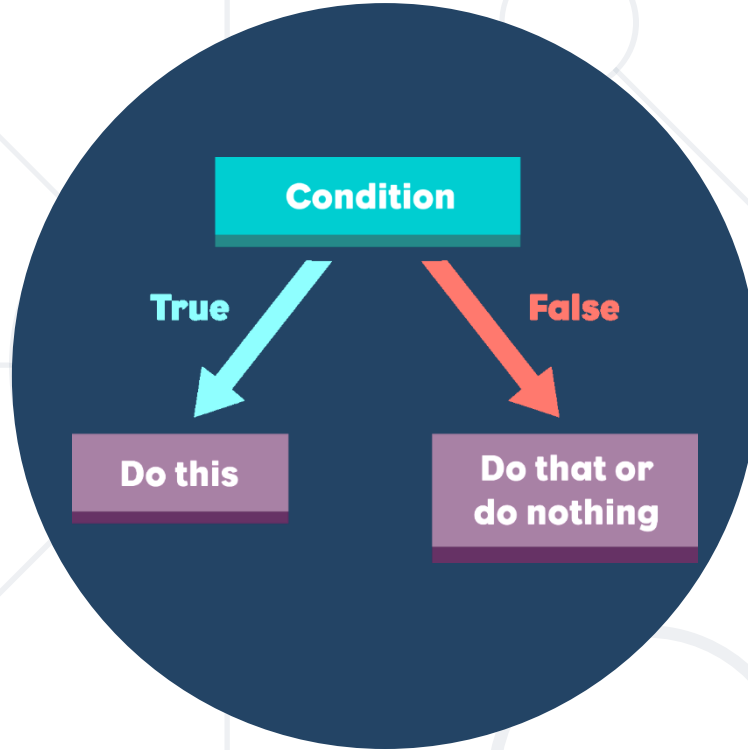 Condition
True
False
Do this
Do that or
do nothing